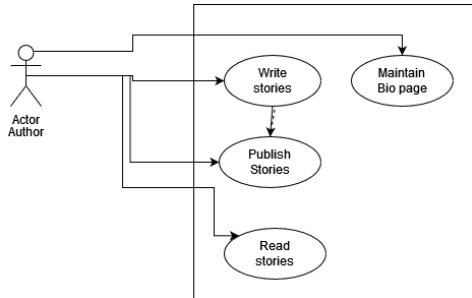 Write
stories
Maintain
Bio page
Actor
Author
Publish
Stories
Read
stories